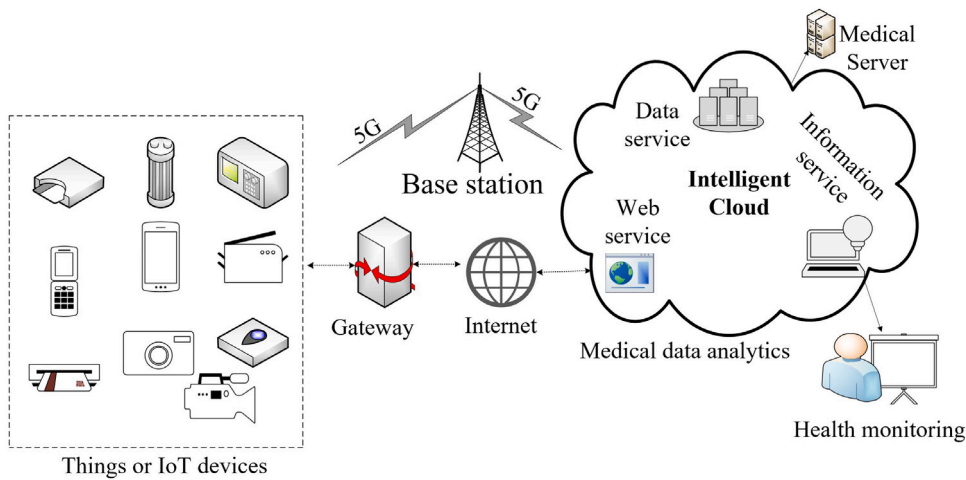 Medical
Server
5G
5G
Data
service
Information
service
Base station
Intelligent
Cloud
Web
service
Gateway
Internet
Medical data analytics
Health monitoring
Things or IoT devices